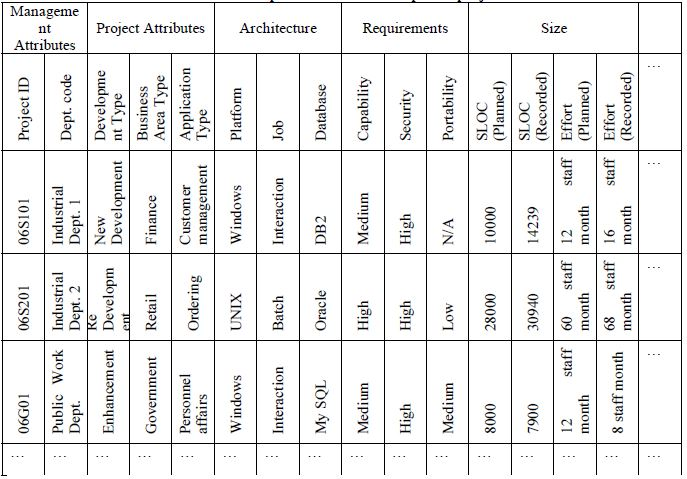 Manageme
nt
Attributes
Project Attributes
Architecture
Requirements
Size
Project ID
Dept. code
Developme
nt Type
Business
Area Type
Application
Type
Platform
Job
Database
Capability
Security
Portability
SLOC
(Planned)
SLOC
(Recorded)
Effort
(Planned)
Effort
(Recorded)
…
06S101
Industrial
Dept. 1
New
Development
Finance
Customer
management
Windows
Interaction
DB2
Medium
High
N/A
10000
14239
12 staff
month
16 staff
month
…
06S201
Industrial
Dept. 2
Re
Developm
ent
Retail
Ordering
UNIX
Batch
Oracle
High
High
Low
28000
30940
60 staff
month
68 staff
month
…
06G01
Public Work
Dept.
Enhancement
Government
Personnel
affairs
Windows
Interaction
My SQL
Medium
High
Medium
8000
7900
12 staff
month
8 staff month
…
… … … … … … … … … … … … … … … …